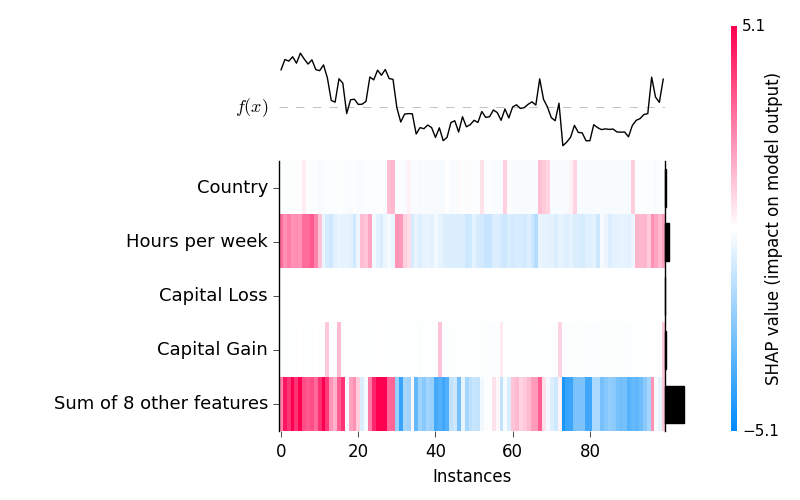 5.1
f(x)
Country
Hours per week
Capital Loss
Capital Gain
Sum of 8 other features
0 20 40 60 80
Instances
−5.1
SHAP value (impact on model output)